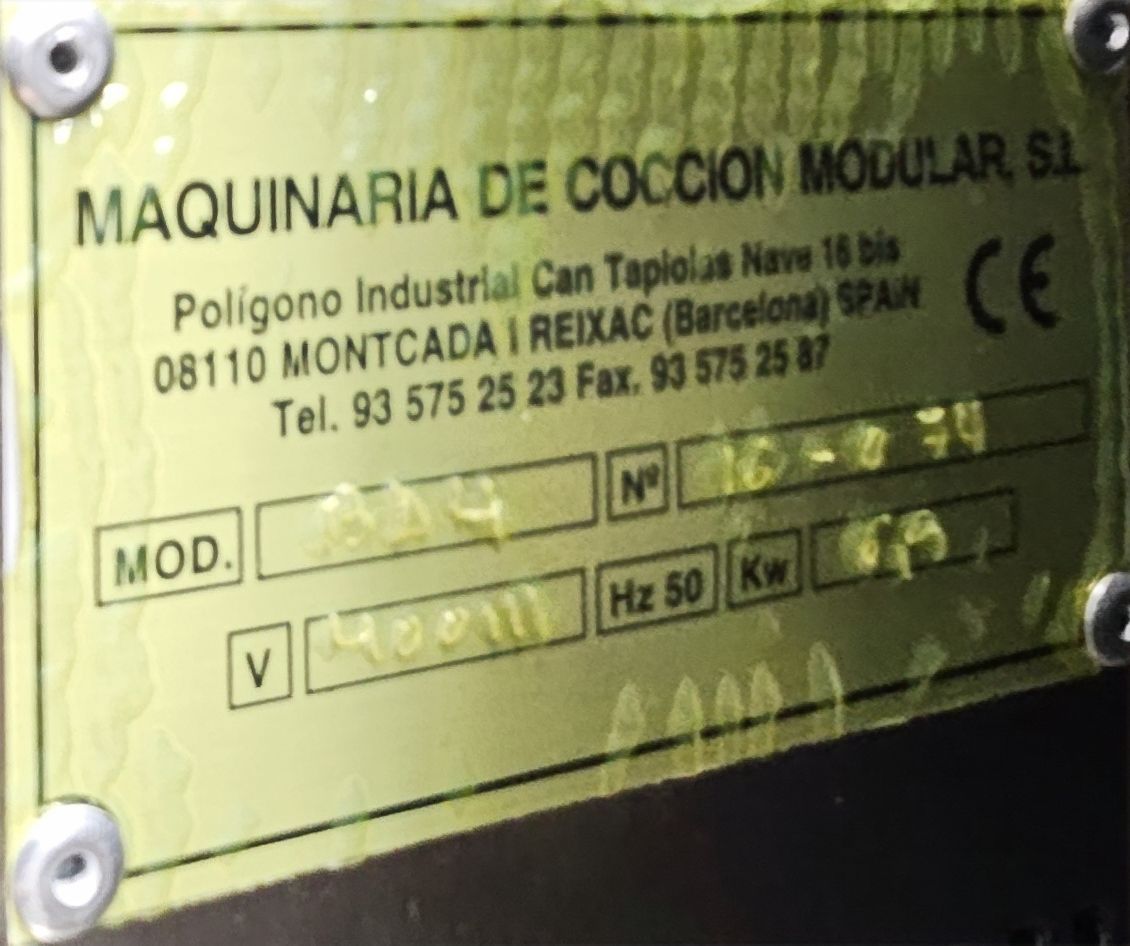 MAQUINARIA DE COCCION MODULAR, S.L
Polígono Industrial Can Tapiolas Nave 16 bis
08110 MONTCADA I REIXAC (Barcelona) SPAIN
CE
Tel. 93 575 25 23 Fax. 93 575 25 87
MOD. Nº
V 400III Hz 50 Kw